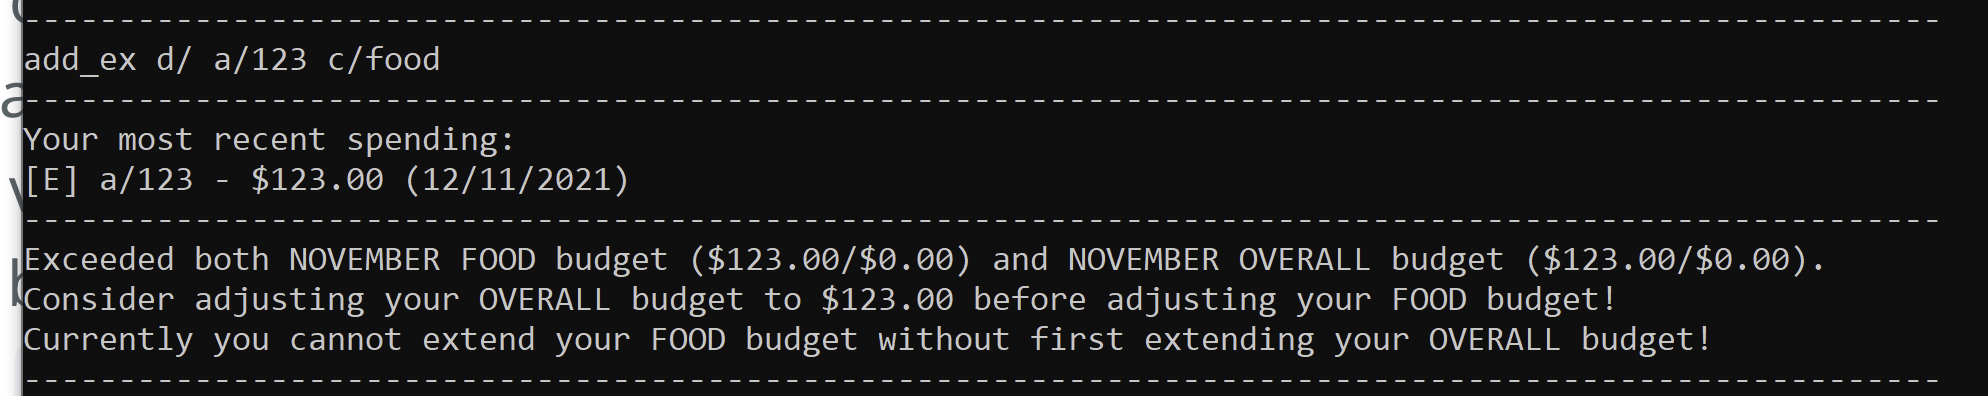 add_ex d/ a/123 c/food
Your most recent spending:
[E] a/123 - $123.00 (12/11/2021)
Exceeded both NOVEMBER FOOD budget ($123.00/$0.00) and NOVEMBER OVERALL budget ($123.00/$0.00).
Consider adjusting your OVERALL budget to $123.00 before adjusting your FOOD budget!
Currently you cannot extend your FOOD budget without first extending your OVERALL budget!